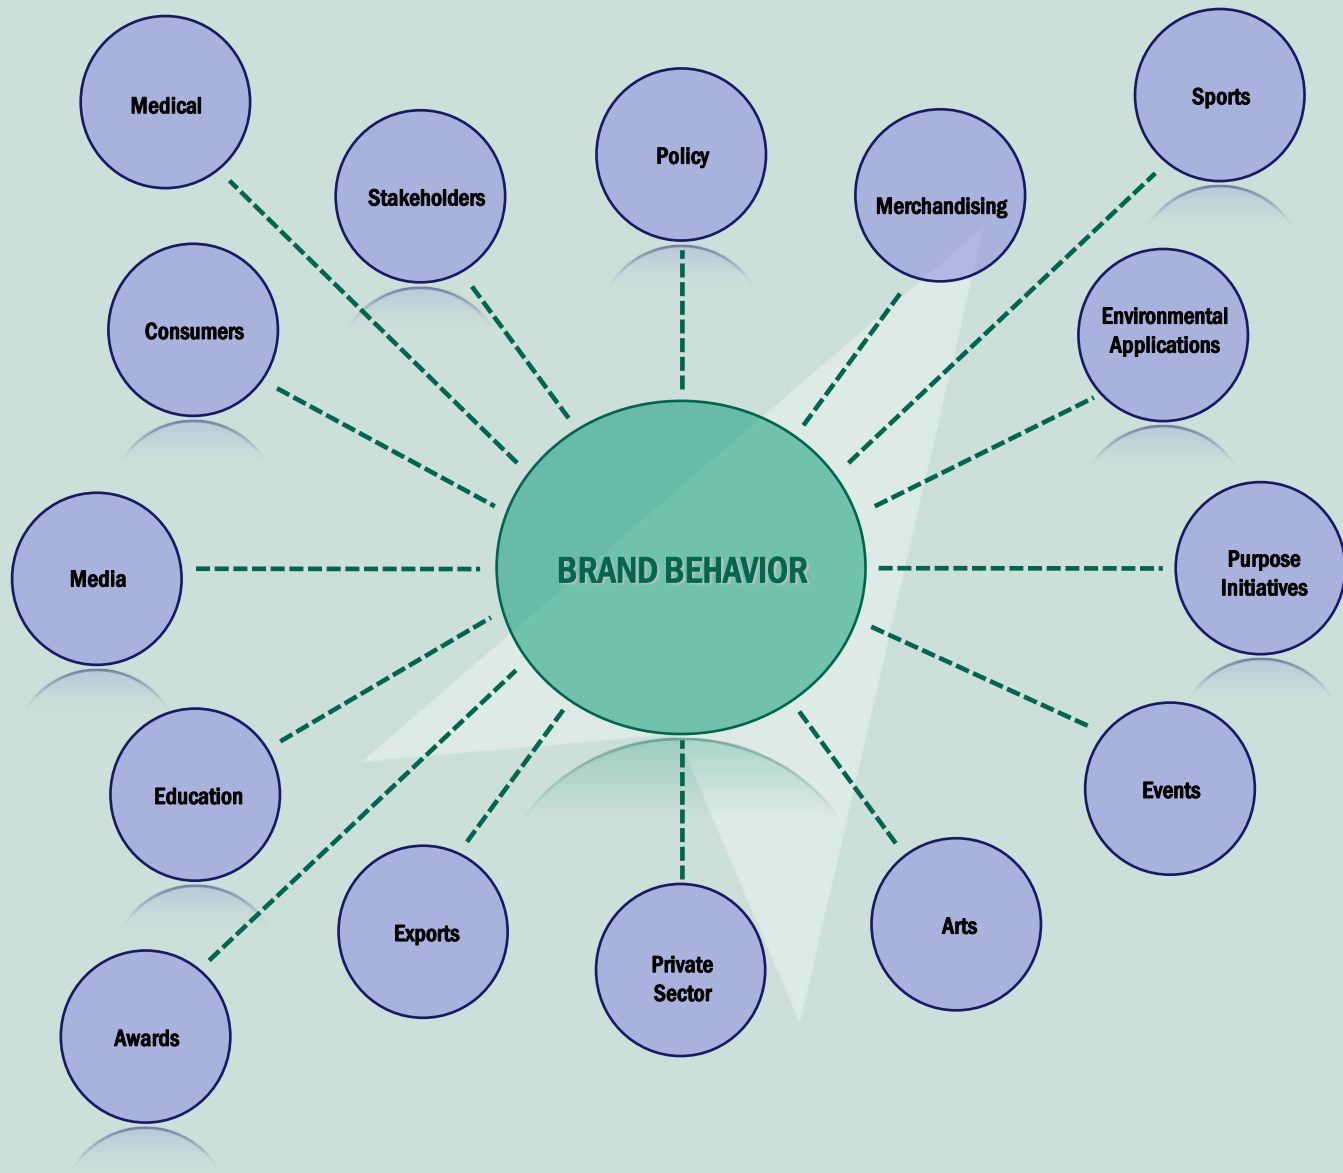 Medical
Sports
Policy
Stakeholders
Merchandising
Consumers
Environmental
Applications
BRAND BEHAVIOR
Media
Purpose
Initiatives
Education
Events
Exports
Arts
Private
Sector
Awards